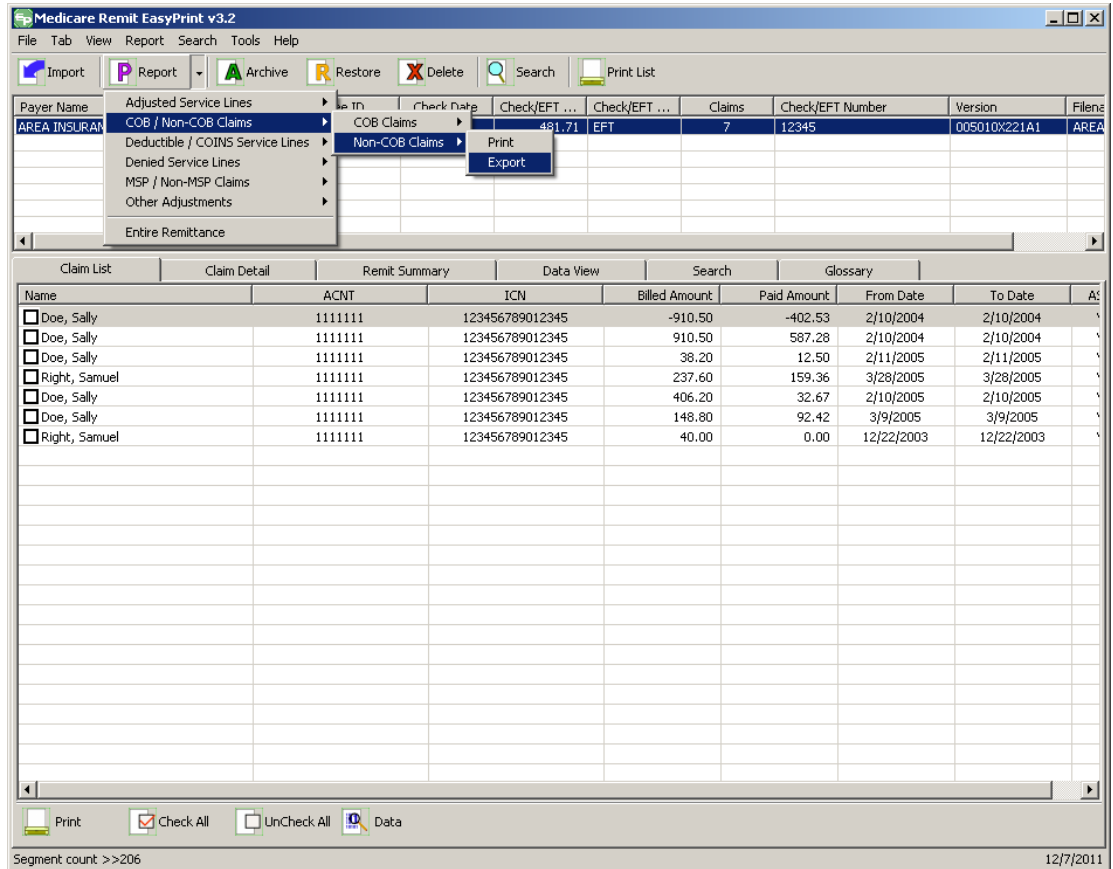 Medicare Remit EasyPrint v3.2
File Tab View Report Search Tools Help
Import Report Archive Restore Delete Search Print List
Payer Name ID Check Date Check/EFT ... Check/EFT ... Claims Check/EFT Number Version Filena
AREA INSURAN 481.71 EFT 7 12345 005010X221A1 AREA
Adjusted Service Lines
COB / Non-COB Claims
Deductible / COINS Service Lines
Denied Service Lines
MSP / Non-MSP Claims
Other Adjustments
Entire Remittance
COB Claims
Non-COB Claims
Print
Export
Claim List Claim Detail Remit Summary Data View Search Glossary
Name ACNT ICN Billed Amount Paid Amount From Date To Date AS
Doe, Sally 1111111 123456789012345 -910.50 -402.53 2/10/2004 2/10/2004
Doe, Sally 1111111 123456789012345 910.50 587.28 2/10/2004 2/10/2004
Doe, Sally 1111111 123456789012345 38.20 12.50 2/11/2005 2/11/2005
Right, Samuel 1111111 123456789012345 237.60 159.36 3/28/2005 3/28/2005
Doe, Sally 1111111 123456789012345 406.20 32.67 2/10/2005 2/10/2005
Doe, Sally 1111111 123456789012345 148.80 92.42 3/9/2005 3/9/2005
Right, Samuel 1111111 123456789012345 40.00 0.00 12/22/2003 12/22/2003
Print Check All UnCheck All Data
Segment count >>206 12/7/2011